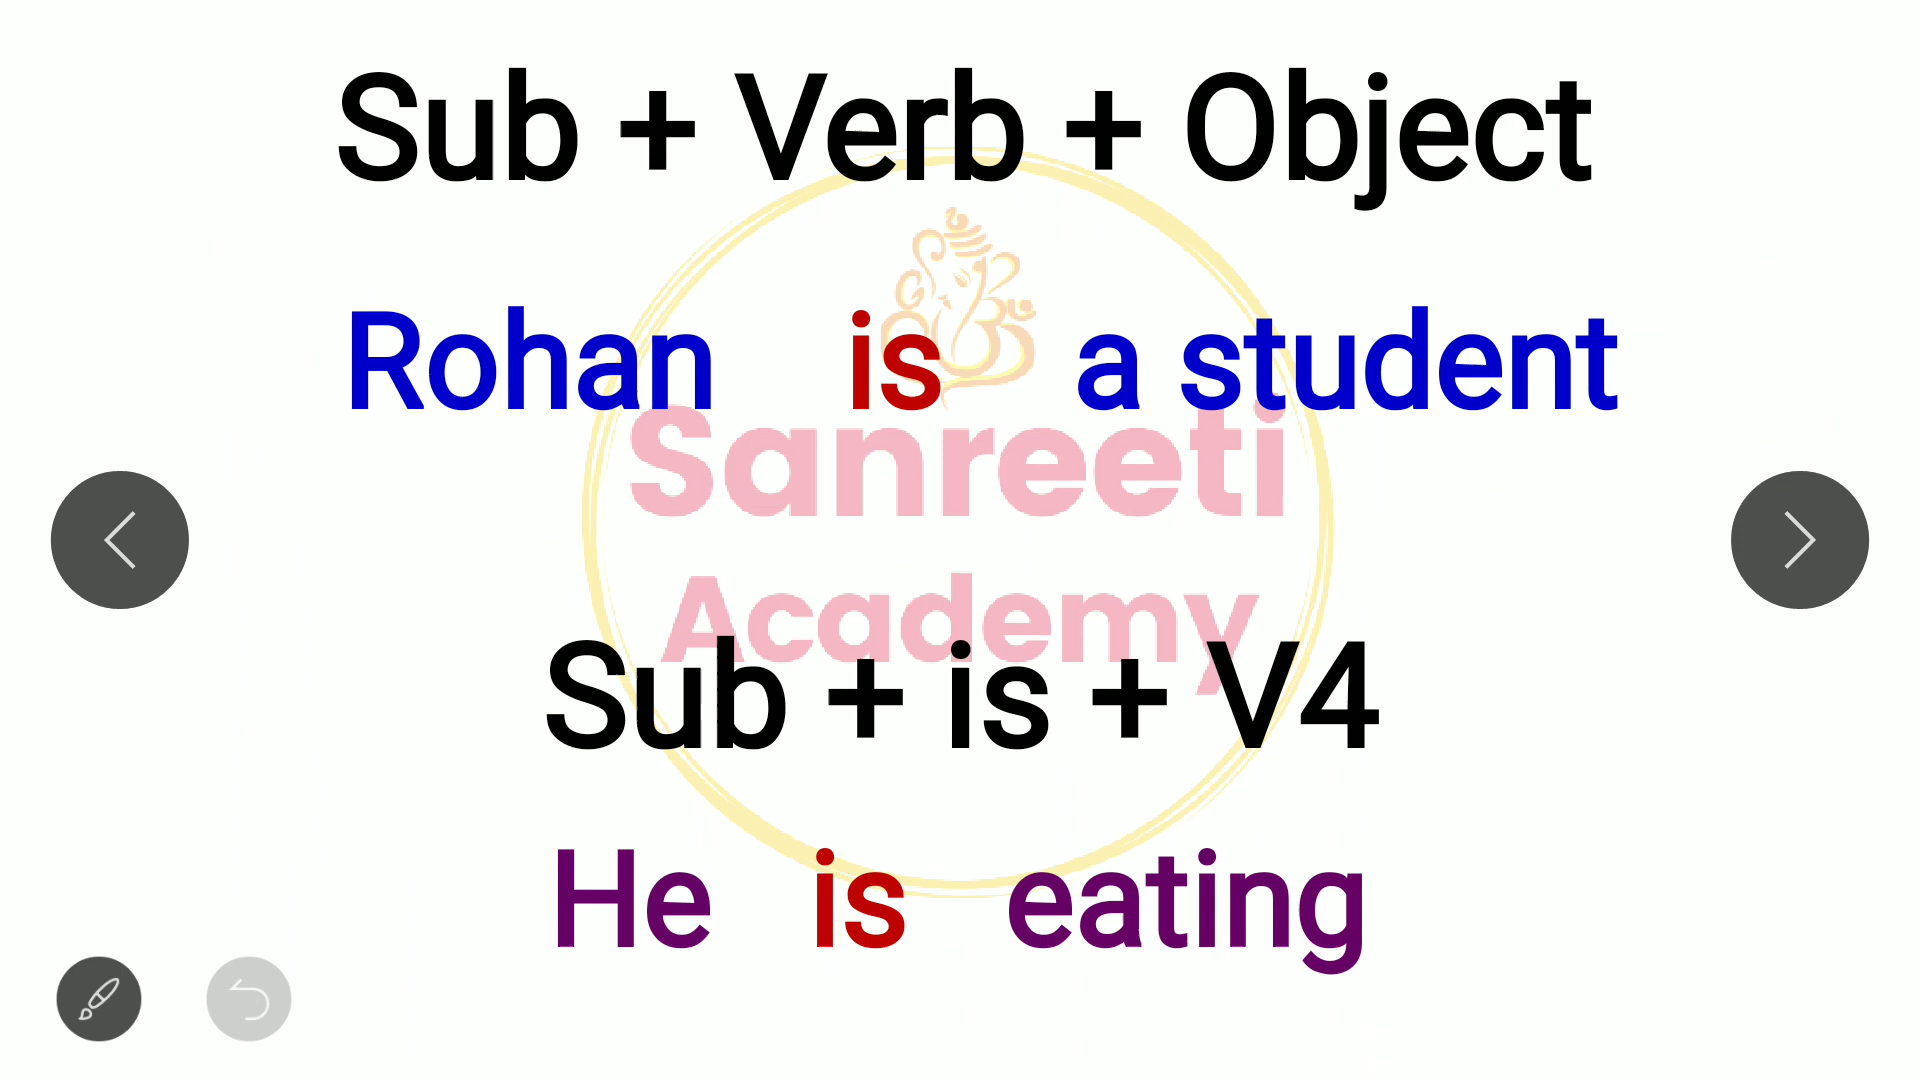 Sub + Verb + Object
Rohan is a student
Sanreeti
Academy
Sub + is + V4
He is eating